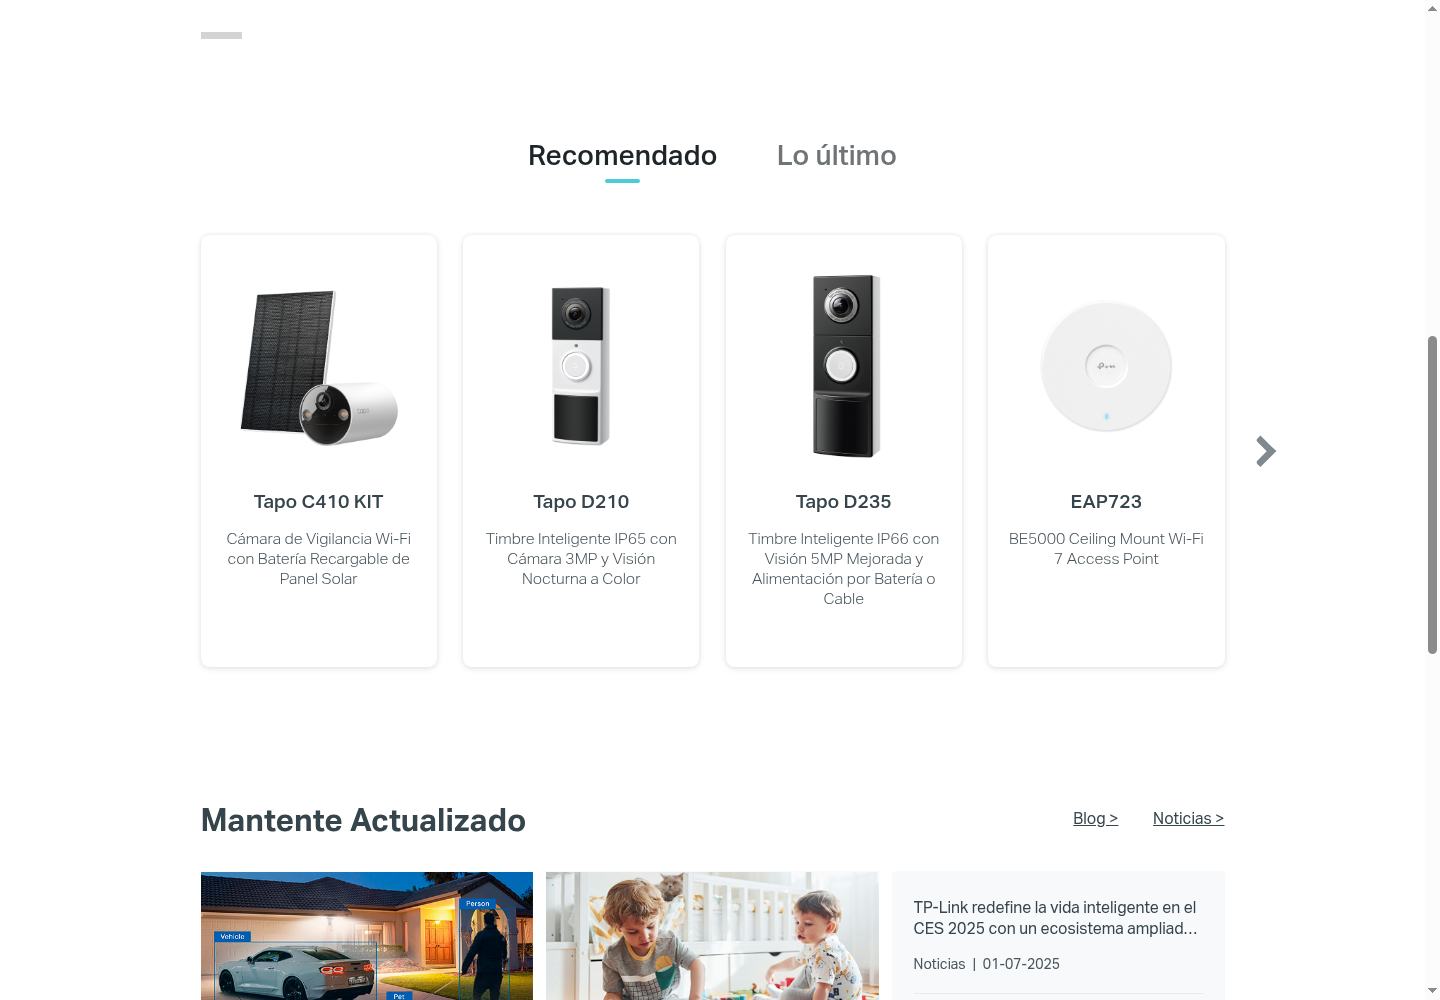 Recomendado
Lo último
Tapo C410 KIT
Cámara de Vigilancia Wi-Fi
con Batería Recargable de
Panel Solar
Tapo D210
Timbre Inteligente IP65 con
Cámara 3MP y Visión
Nocturna a Color
Tapo D235
Timbre Inteligente IP66 con
Visión 5MP Mejorada y
Alimentación por Batería o
Cable
EAP723
BE5000 Ceiling Mount Wi-Fi
7 Access Point
Mantente Actualizado
Blog >
Noticias >
Person
Vehicle
Pet
TP-Link redefine la vida inteligente en el
CES 2025 con un ecosistema ampliad...
Noticias | 01-07-2025